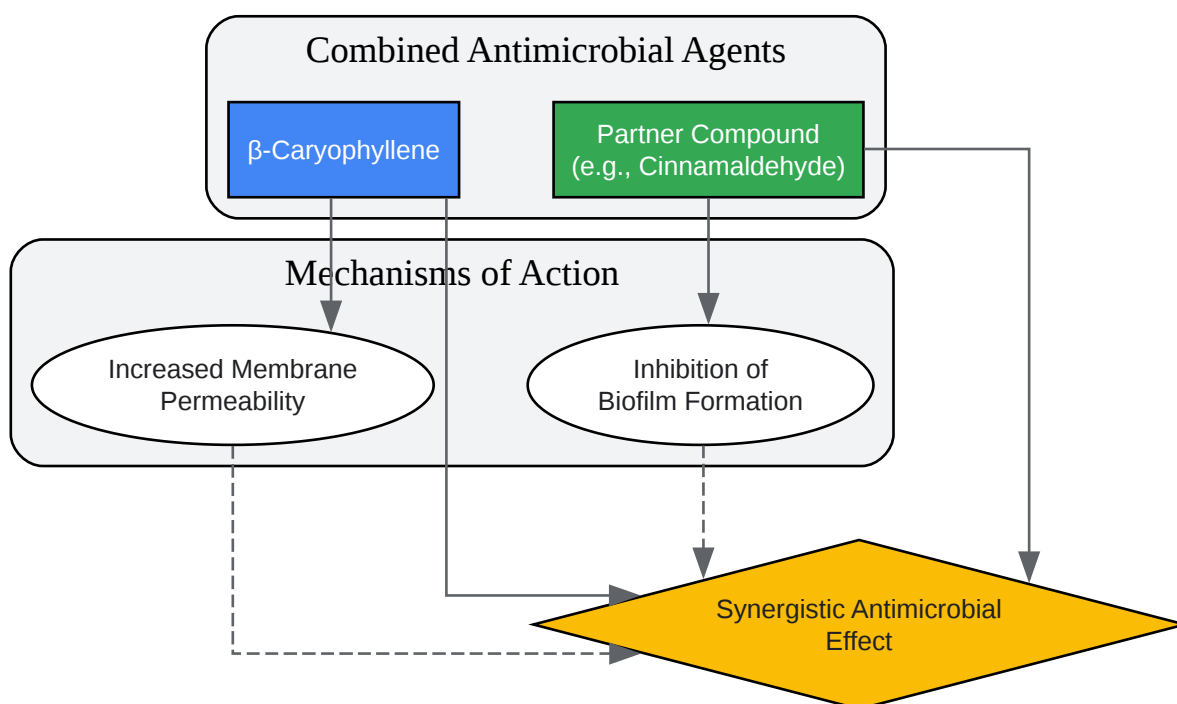 Combined Antimicrobial Agents
β-Caryophyllene
Partner Compound
(e.g., Cinnamaldehyde)
Mechanisms of Action
Increased Membrane
Permeability
Inhibition of
Biofilm Formation
Synergistic Antimicrobial
Effect